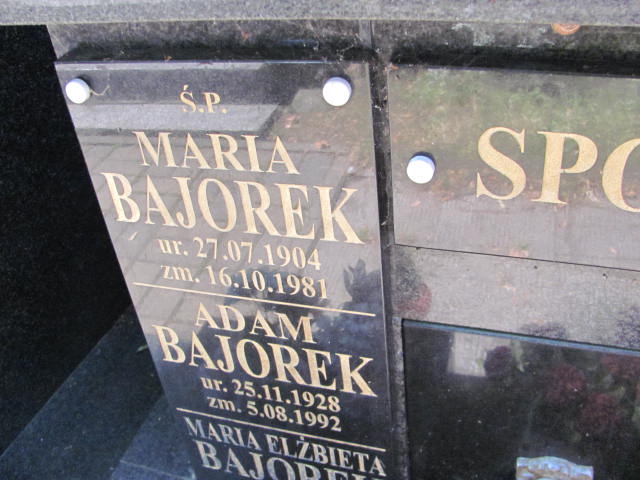 Ś.P.
MARIA
BAJOREK
ur. 27.07.1904
zm. 16.10.1981
ADAM
BAJOREK
ur. 25.11.1928
zm. 5.08.1992
MARIA ELŻBIETA
BAJOREK